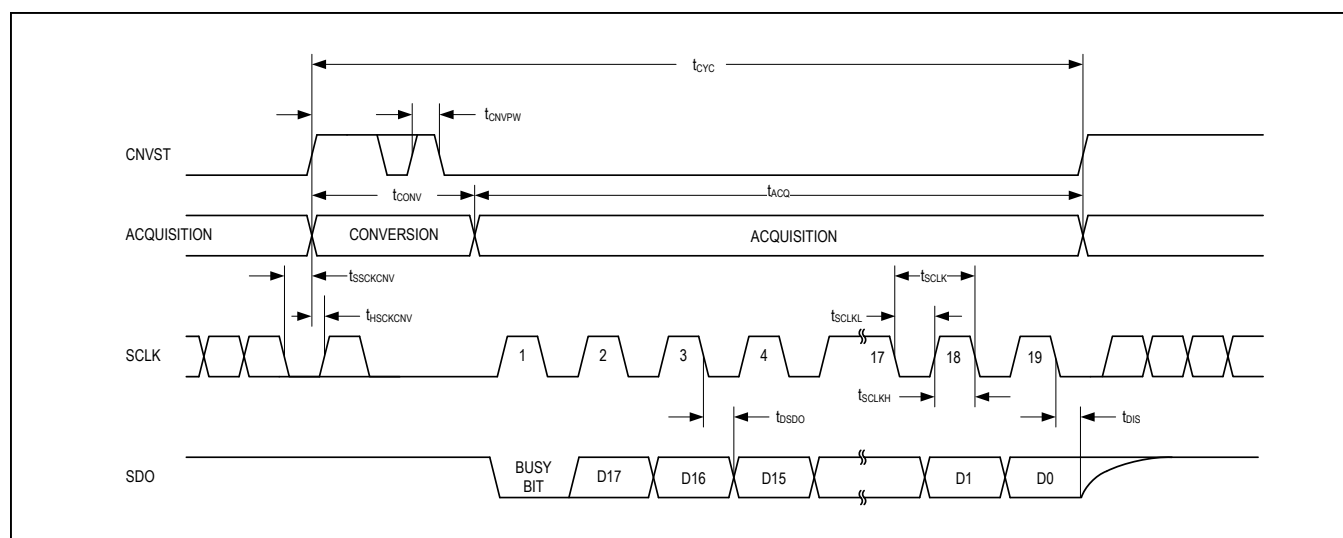 tCYC
tCNVPW
CNVST
tCONV
tACQ
ACQUISITION
CONVERSION
ACQUISITION
tSSCKCNV
tSCLK
tHSCKCNV
tSCLKL
SCLK
1
2
3
4
17
18
19
tSCLKH
tDSDO
tDIS
SDO
BUSY
BIT
D17
D16
D15
D1
D0